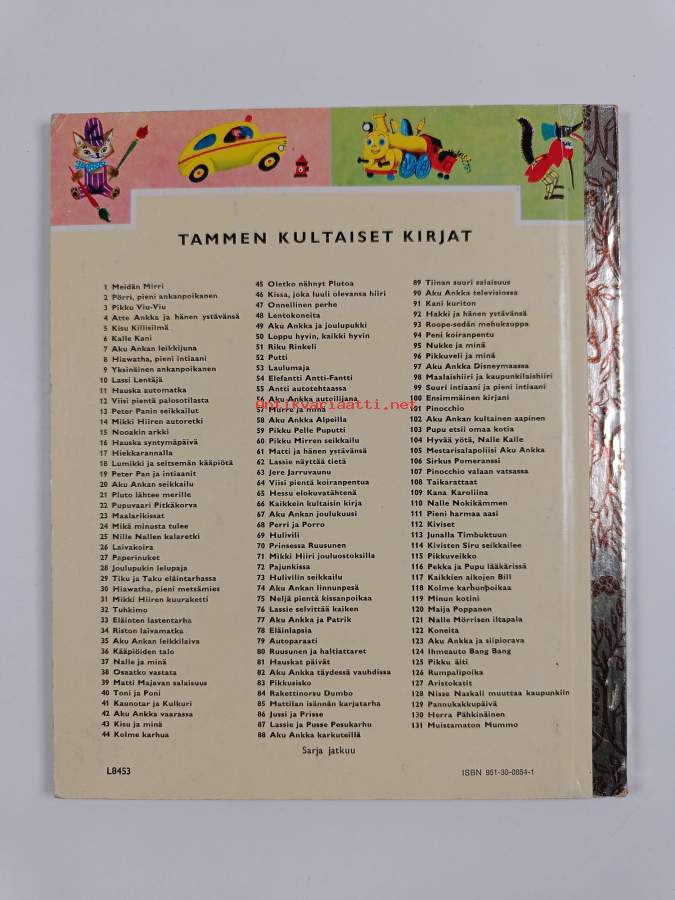 TAMMEN KULTAISET KIRJAT
1 Meidän Mirri
2 Pörri, pieni ankanpoikanen
3 Pikku Viu-Viu
4 Atte Ankka ja hänen ystävänsä
5 Kisu Killisilmä
6 Kalle Kani
7 Aku Ankan leikkijuna
8 Hiawatha, pieni intiaani
9 Yksinäinen ankanpoikanen
10 Lassi Lentäjä
11 Hauska automatka
12 Viisi pientä palosotilasta
13 Peter Panin seikkailut
14 Mikki Hiiren autoretki
15 Nooakin arkki
16 Hauska syntymäpäivä
17 Hiekkarannalla
18 Lumikki ja seitsemän kääpiötä
19 Peter Pan ja intiaanit
20 Aku Ankan seikkailu
21 Pluto lähtee merille
22 Pupuvaari Pitkäkorva
23 Maalarikissat
24 Mikä minusta tulee
25 Nille Nallen kalaretki
26 Laivakoira
27 Paperinuket
28 Joulupukin lelupaja
29 Tiku ja Taku eläintarhassa
30 Hiawatha, pieni metsämies
31 Mikki Hiiren kuuraketti
32 Tuhkimo
33 Eläinten lastentarha
34 Riston laivamatka
35 Aku Ankan leikkilaiva
36 Kääpiöiden talo
37 Nalle ja minä
38 Osaatko vastata
39 Matti Majavan salaisuus
40 Toni ja Poni
41 Kaunotar ja Kulkuri
42 Aku Ankka vaarassa
43 Kisu ja minä
44 Kolme karhua
45 Oletko nähnyt Plutoa
46 Kissa, joka luuli olevansa hiiri
47 Onnellinen perhe
48 Lentokoneita
49 Aku Ankka ja joulupukki
50 Loppu hyvin, kaikki hyvin
51 Riku Rinkeli
52 Putti
53 Laulumaja
54 Elefantti Antti-Fantti
55 Antti autotehtaassa
56 Aku Ankka auteilijana
57 Murre ja minä
58 Aku Ankka Alpeilla
59 Pikku Pelle Puputti
60 Pikku Mirren seikkailu
61 Matti ja hänen ystävänsä
62 Lassie näyttää tietä
63 Jere Jarruvaunu
64 Viisi pientä koiranpentua
65 Hessu elokuvatähtenä
66 Kaikkein kultaisin kirja
67 Aku Ankan joulukuusi
68 Perri ja Porro
69 Hulivili
70 Prinsessa Ruusunen
71 Mikki Hiiri jouluostoksilla
72 Pajunkissa
73 Hulivilin seikkailu
74 Aku Ankan linnunpesä
75 Neljä pientä kissanpoikaa
76 Lassie selvittää kaiken
77 Aku Ankka ja Patrik
78 Eläinlapsia
79 Autoparaati
80 Ruusunen ja haltiattaret
81 Hauskat päivät
82 Aku Ankka täydessä vauhdissa
83 Pikkusisko
84 Rakettinorsu Dumbo
85 Mattilan isännän karjatarha
86 Jussi ja Prisse
87 Lassie ja Pusse Pesukarhu
88 Aku Ankka karkuteillä
89 Tiinan suuri salaisuus
90 Aku Ankka televisiossa
91 Kani kuriton
92 Hakki ja hänen ystävänsä
93 Roope-sedän mehukauppa
94 Peni koiranpentu
95 Nukke ja minä
96 Pikkuveli ja minä
97 Aku Ankka Disneymaassa
98 Maalaishiiri ja kaupunkilaishiiri
99 Suuri intiaani ja pieni intiaani
100 Ensimmäinen kirjani
101 Pinocchio
102 Aku Ankan kultainen aapinen
103 Pupu etsii omaa kotia
104 Hyvää yötä, Nalle Kalle
105 Mestarisalapoliisi Aku Ankka
106 Sirkus Pomeranssi
107 Pinocchio valaan vatsassa
108 Taikarattaat
109 Kana Karoliina
110 Nalle Nokikämmen
111 Pieni harmaa aasi
112 Kiviset
113 Junalla Timbuktuun
114 Kivisten Siru seikkailee
115 Pikkuveikko
116 Pekka ja Pupu lääkärissä
117 Kaikkien aikojen Bill
118 Kolme karhunpoikaa
119 Minun kotini
120 Maija Poppanen
121 Nalle Mörrisen iltapala
122 Koneita
123 Aku Ankka ja siipiorava
124 Ihmeauto Bang Bang
125 Pikku äiti
126 Rumpalipoika
127 Aristokatit
128 Nisse Naskali muuttaa kaupunkiin
129 Pannukakkupäivä
130 Herra Pähkinäinen
131 Muistamaton Mummo
Sarja jatkuu
L8453
ISBN 951-30-0854-1
Antikvariaatti.net